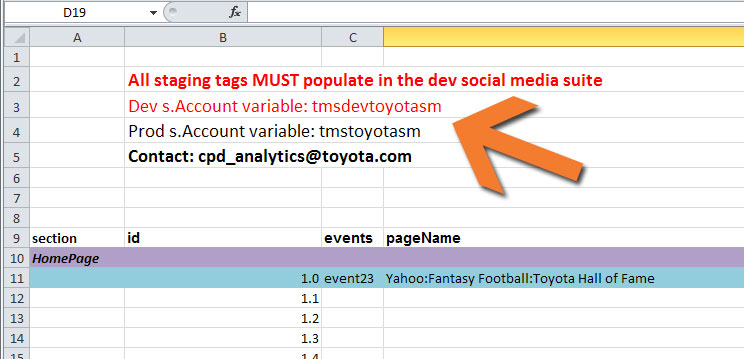 D19
fx
A B C
1
2 All staging tags MUST populate in the dev social media suite
3 Dev s.Account variable: tmsdevtoyotasm
4 Prod s.Account variable: tmstoyotasm
5 Contact: cpd_analytics@toyota.com
6
7
8
9 section id events pageName
10 HomePage
11 1.0 event23 Yahoo:Fantasy Football:Toyota Hall of Fame
12 1.1
13 1.2
14 1.3
15 1.4